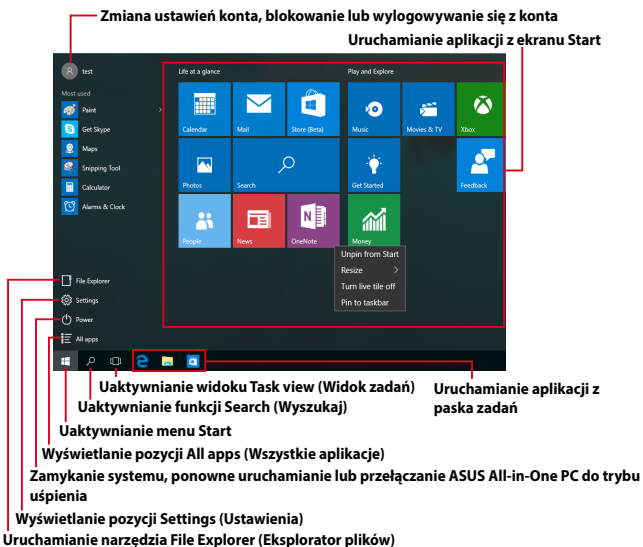 Zmiana ustawień konta, blokowanie lub wylogowywanie się z konta
Uruchamianie aplikacji z ekranu Start
test
Life at a glance
Play and Explore
Most used
Paint
Get Skype
Maps
Snipping Tool
Calculator
Alarms & Clock
Calendar
Mail
Store (Beta)
Music
Movies & TV
Xbox
Photos
Search
Get Started
Feedback
People
News
OneNote
Money
Unpin from Start
Resize
Turn live tile off
Pin to taskbar
File Explorer
Settings
Power
All apps
Uaktywnianie widoku Task view (Widok zadań)
Uruchamianie aplikacji z
paska zadań
Uaktywnianie funkcji Search (Wyszukaj)
Uaktywnianie menu Start
Wyświetlanie pozycji All apps (Wszystkie aplikacje)
Zamykanie systemu, ponowne uruchamianie lub przełączanie ASUS All-in-One PC do trybu
uśpienia
Wyświetlanie pozycji Settings (Ustawienia)
Uruchamianie narzędzia File Explorer (Eksplorator plików)